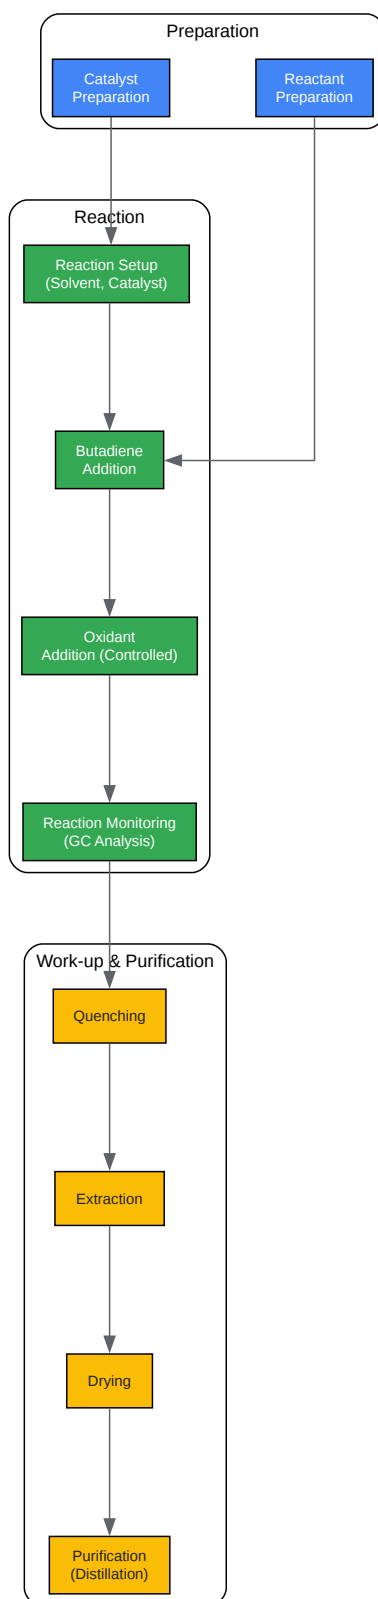 Preparation
Catalyst
Preparation
Reactant
Preparation
Reaction
Reaction Setup
(Solvent, Catalyst)
Butadiene
Addition
Oxidant
Addition (Controlled)
Reaction Monitoring
(GC Analysis)
Work-up & Purification
Quenching
Extraction
Drying
Purification
(Distillation)